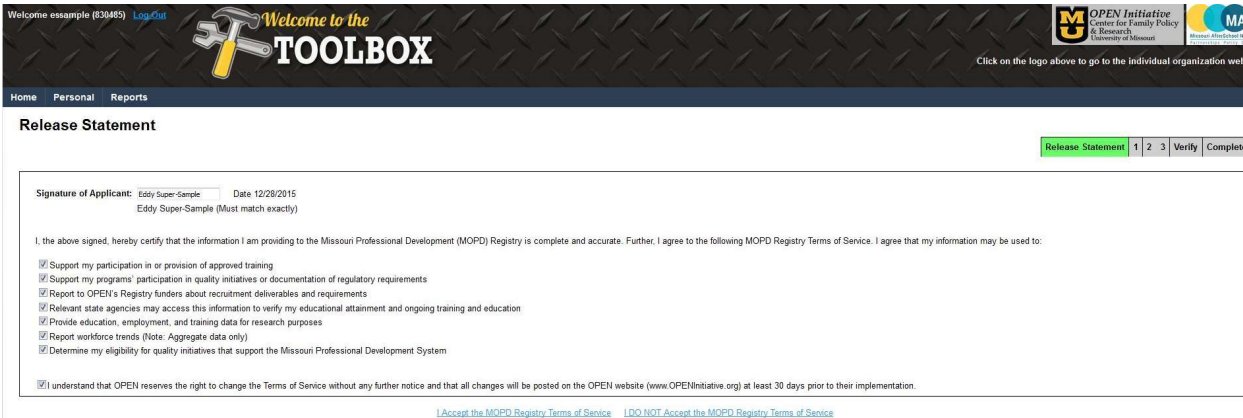 Welcome essample (830485) Log Out
Welcome to the
TOOLBOX
OPEN Initiative
Center for Family Policy
& Research
University of Missouri
MA
Missouri AfterSchool N
Click on the logo above to go to the individual organization web
Home Personal Reports
Release Statement
Release Statement 1 2 3 Verify Complete
Signature of Applicant: Eddy Super-Sample Date 12/28/2015
Eddy Super-Sample (Must match exactly)
I, the above signed, hereby certify that the information I am providing to the Missouri Professional Development (MOPD) Registry is complete and accurate. Further, I agree to the following MOPD Registry Terms of Service. I agree that my information may be used to:
Support my participation in or provision of approved training
Support my programs' participation in quality initiatives or documentation of regulatory requirements
Report to OPEN's Registry funders about recruitment deliverables and requirements
Relevant state agencies may access this information to verify my educational attainment and ongoing training and education
Provide education, employment, and training data for research purposes
Report workforce trends (Note: Aggregate data only)
Determine my eligibility for quality initiatives that support the Missouri Professional Development System
I understand that OPEN reserves the right to change the Terms of Service without any further notice and that all changes will be posted on the OPEN website (www.OPENInitiative.org) at least 30 days prior to their implementation.
I Accept the MOPD Registry Terms of Service I DO NOT Accept the MOPD Registry Terms of Service